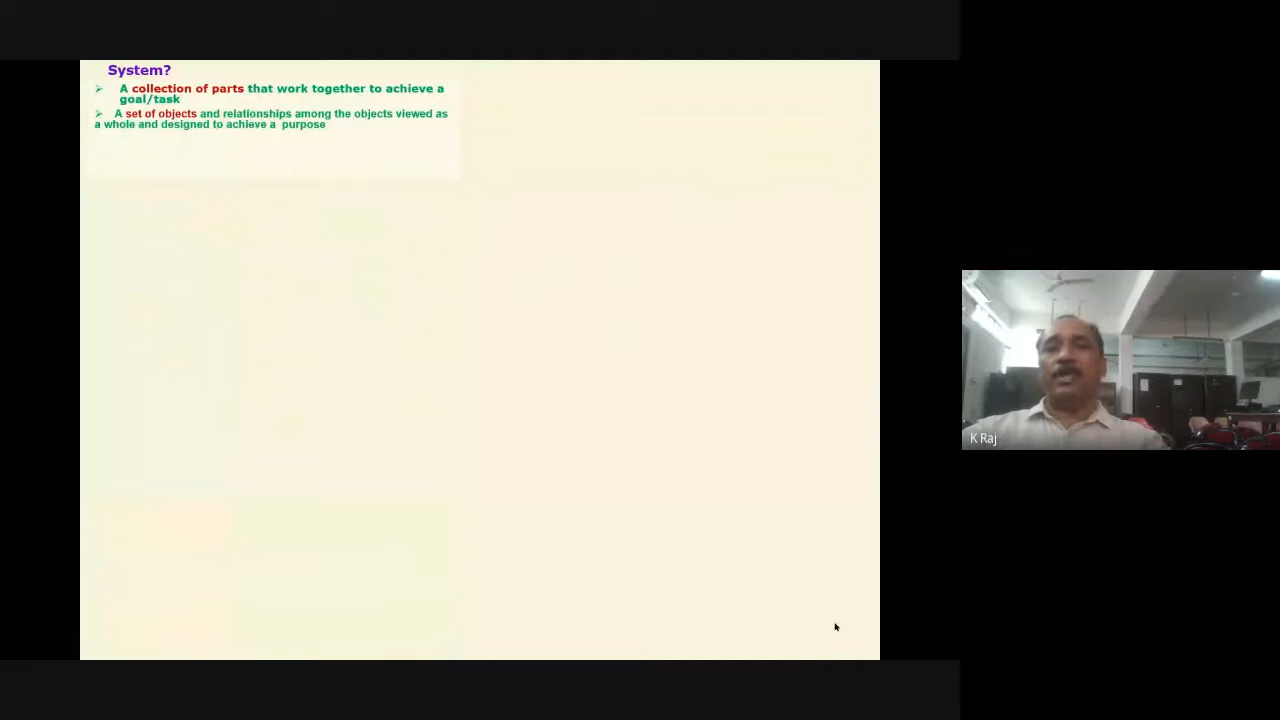 System?
➢ A collection of parts that work together to achieve a
goal/task
➢ A set of objects and relationships among the objects viewed as
a whole and designed to achieve a purpose
K Raj